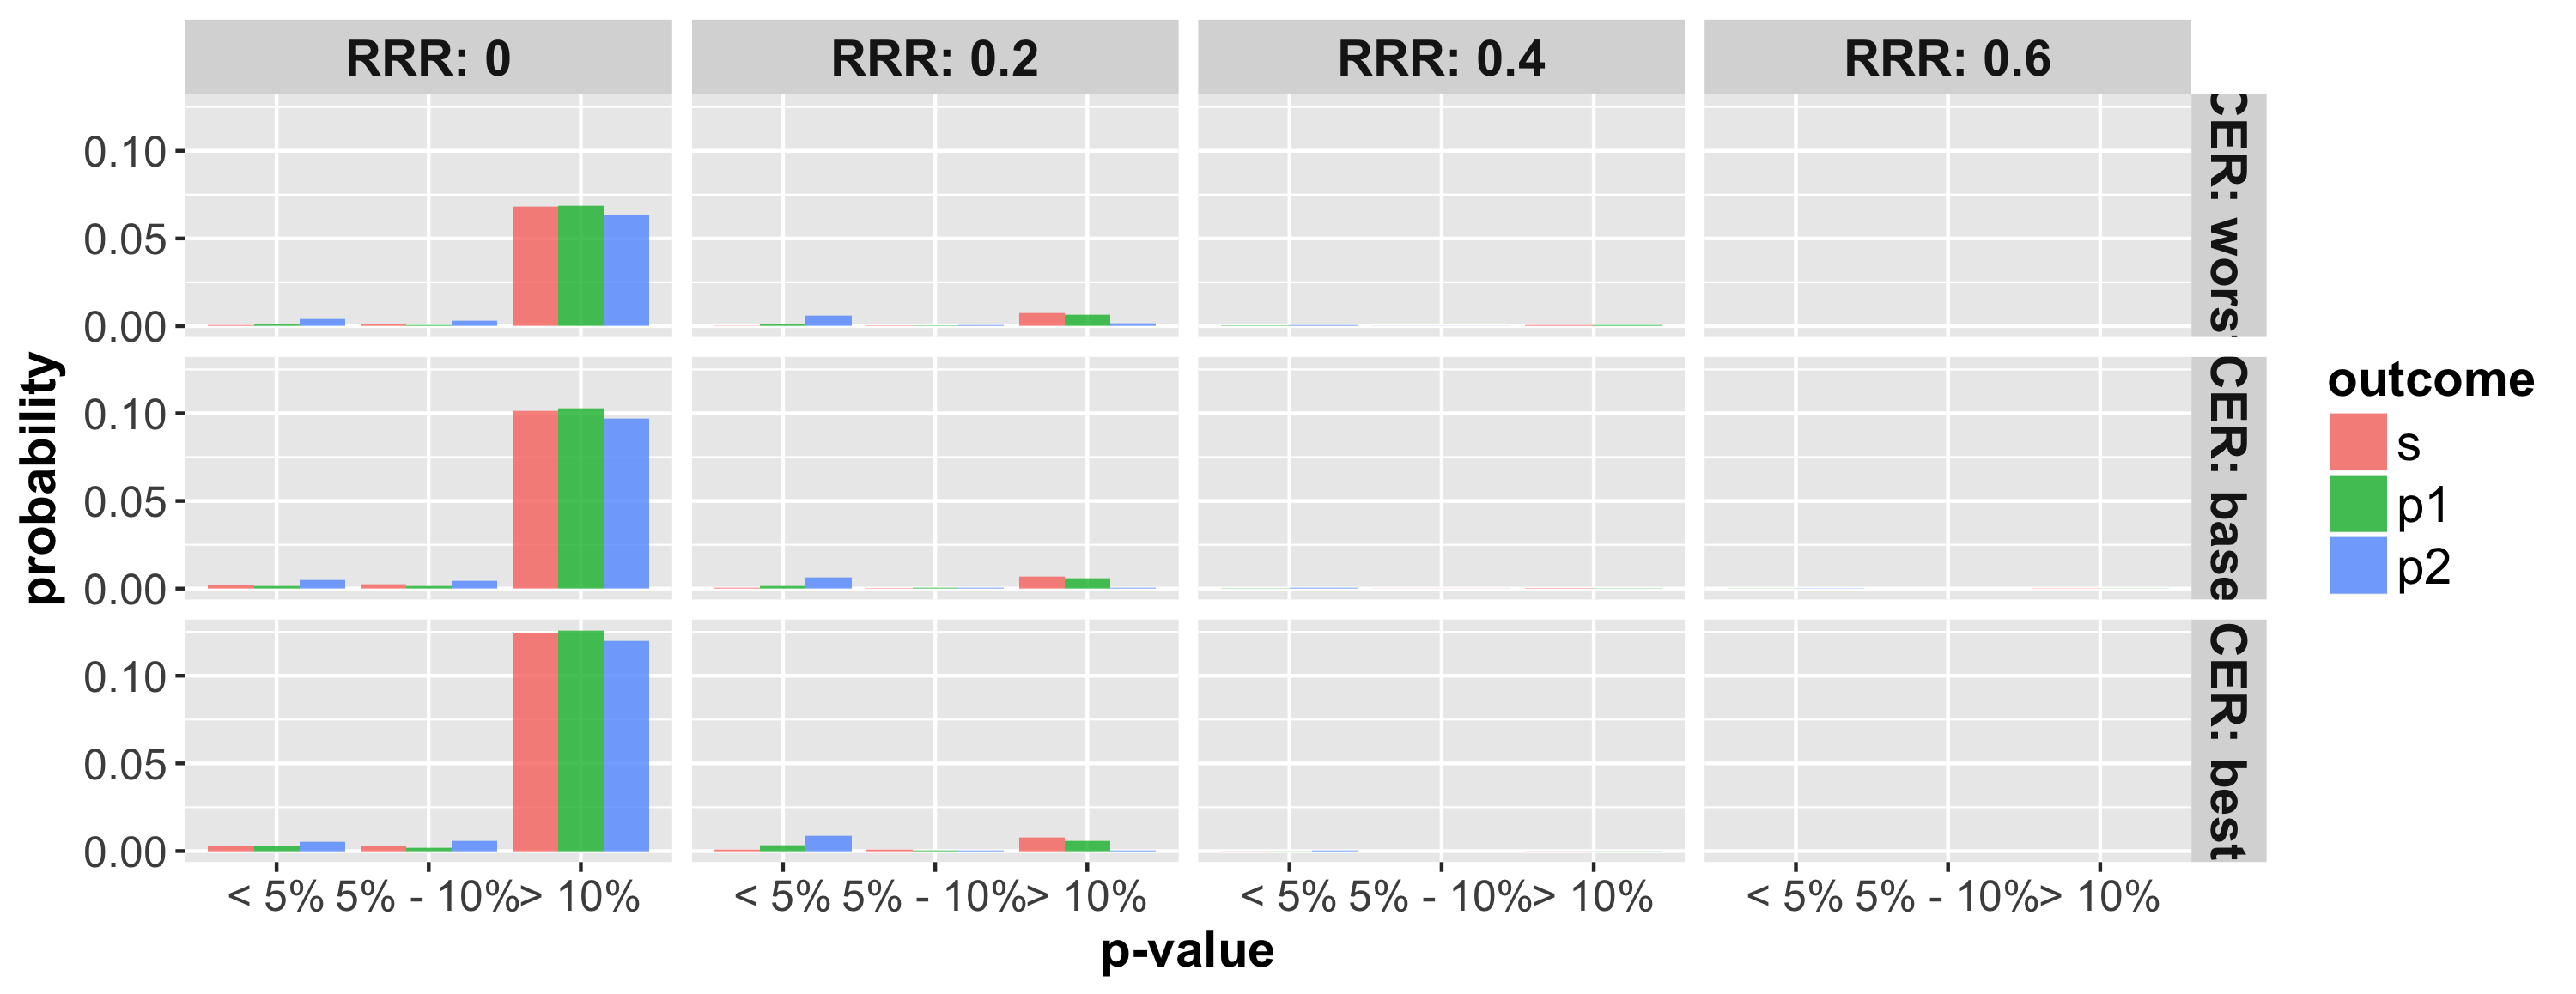 RRR: 0
RRR: 0.2
RRR: 0.4
RRR: 0.6
CER: wors
CER: base
CER: best
0.10
0.05
0.00
0.10
0.05
0.00
0.10
0.05
0.00
probability
< 5% 5% - 10%> 10%
< 5% 5% - 10%> 10%
< 5% 5% - 10%> 10%
< 5% 5% - 10%> 10%
p-value
outcome
s
p1
p2